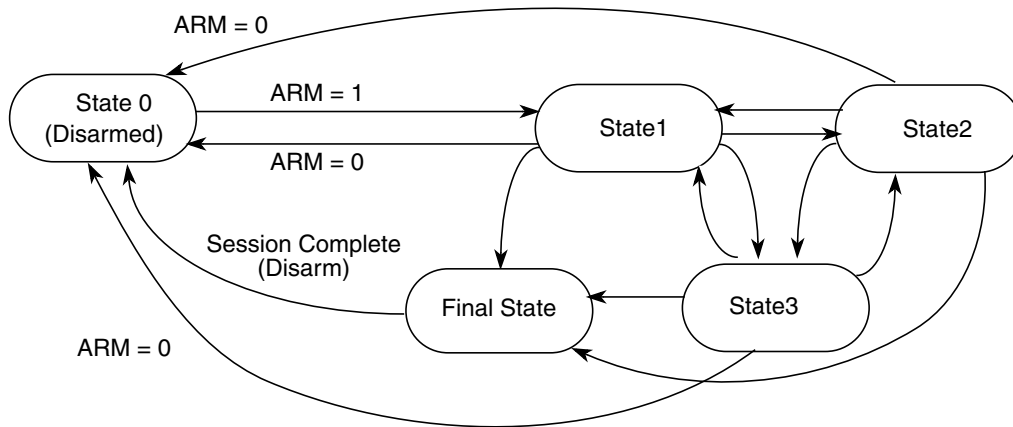 ARM = 0
State 0
(Disarmed)
ARM = 1
State1
State2
ARM = 0
Session Complete
(Disarm)
Final State
State3
ARM = 0